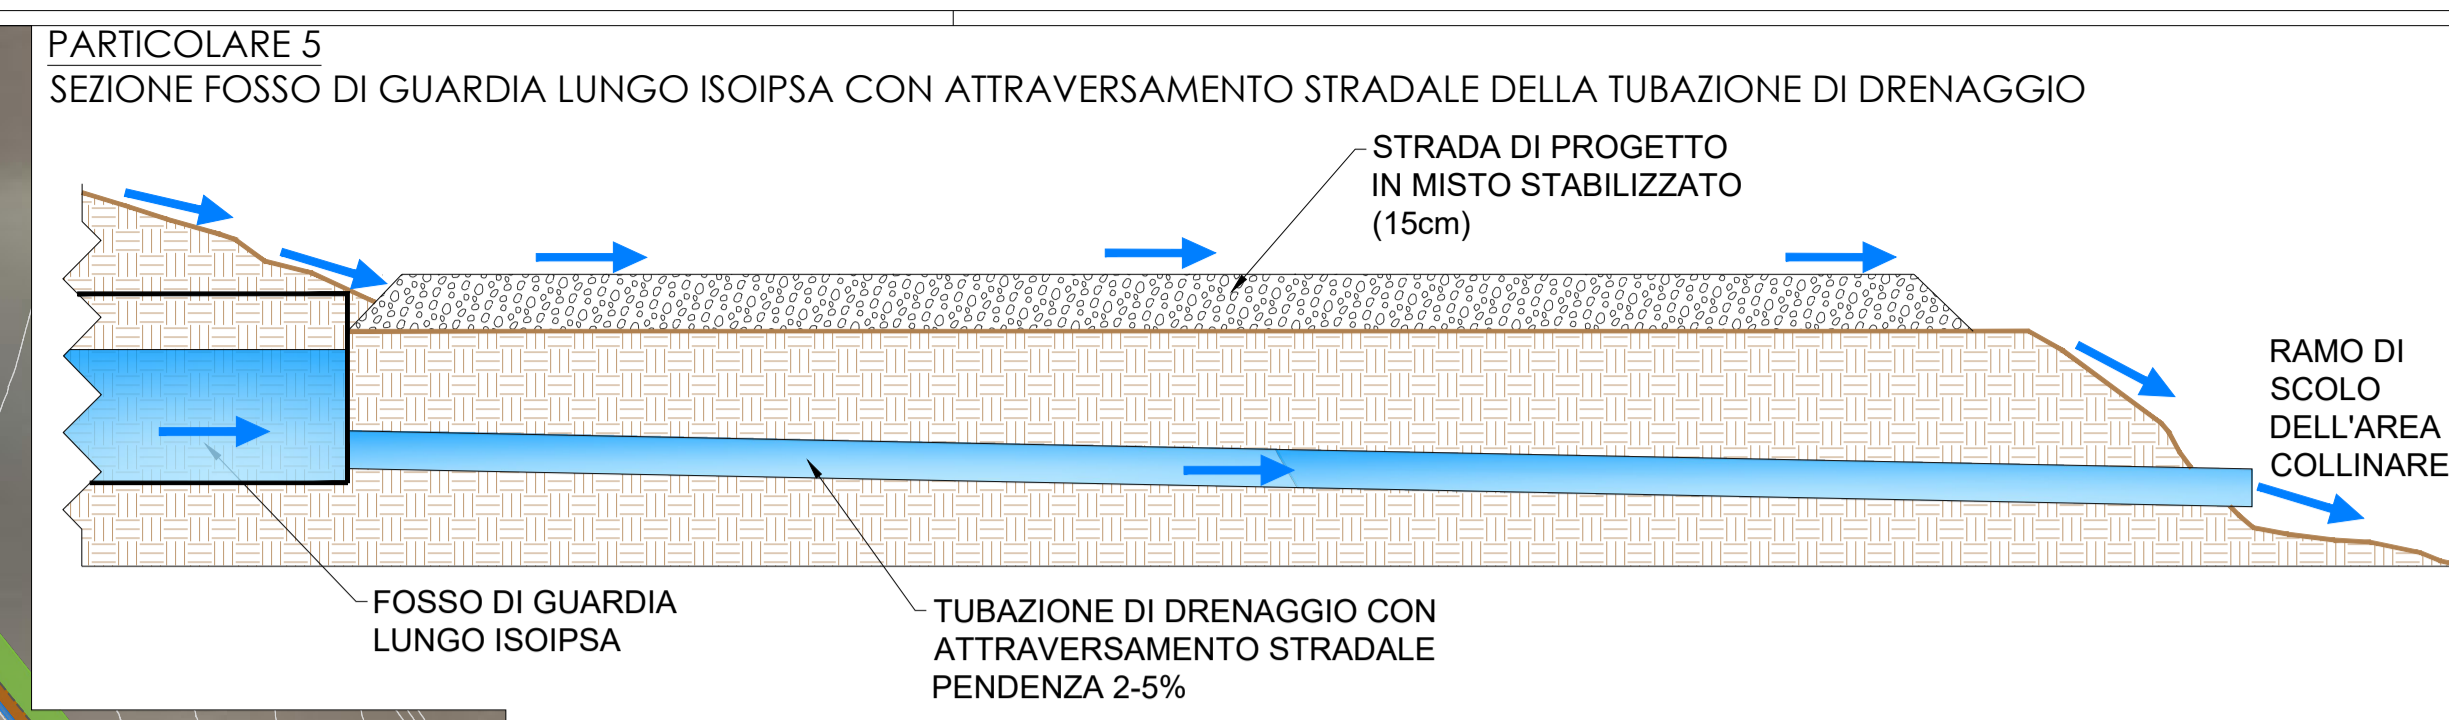 PARTICOLARE 5
SEZIONE FOSSO DI GUARDIA LUNGO ISOIPSA CON ATTRAVERSAMENTO STRADALE DELLA TUBAZIONE DI DRENAGGIO
STRADA DI PROGETTO
IN MISTO STABILIZZATO
(15cm)
RAMO DI
SCOLO
DELL'AREA
COLLINARE
FOSSO DI GUARDIA
LUNGO ISOIPSA
TUBAZIONE DI DRENAGGIO CON
ATTRAVERSAMENTO STRADALE
PENDENZA 2-5%